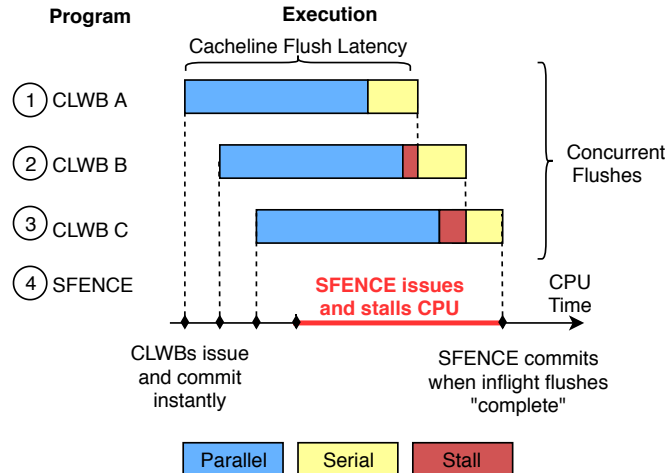 Program
Execution
Cacheline Flush Latency
1 CLWB A
2 CLWB B
3 CLWB C
4 SFENCE
Concurrent
Flushes
SFENCE issues
and stalls CPU
CPU
Time
CLWBs issue
and commit
instantly
SFENCE commits
when inflight flushes
"complete"
Parallel
Serial
Stall